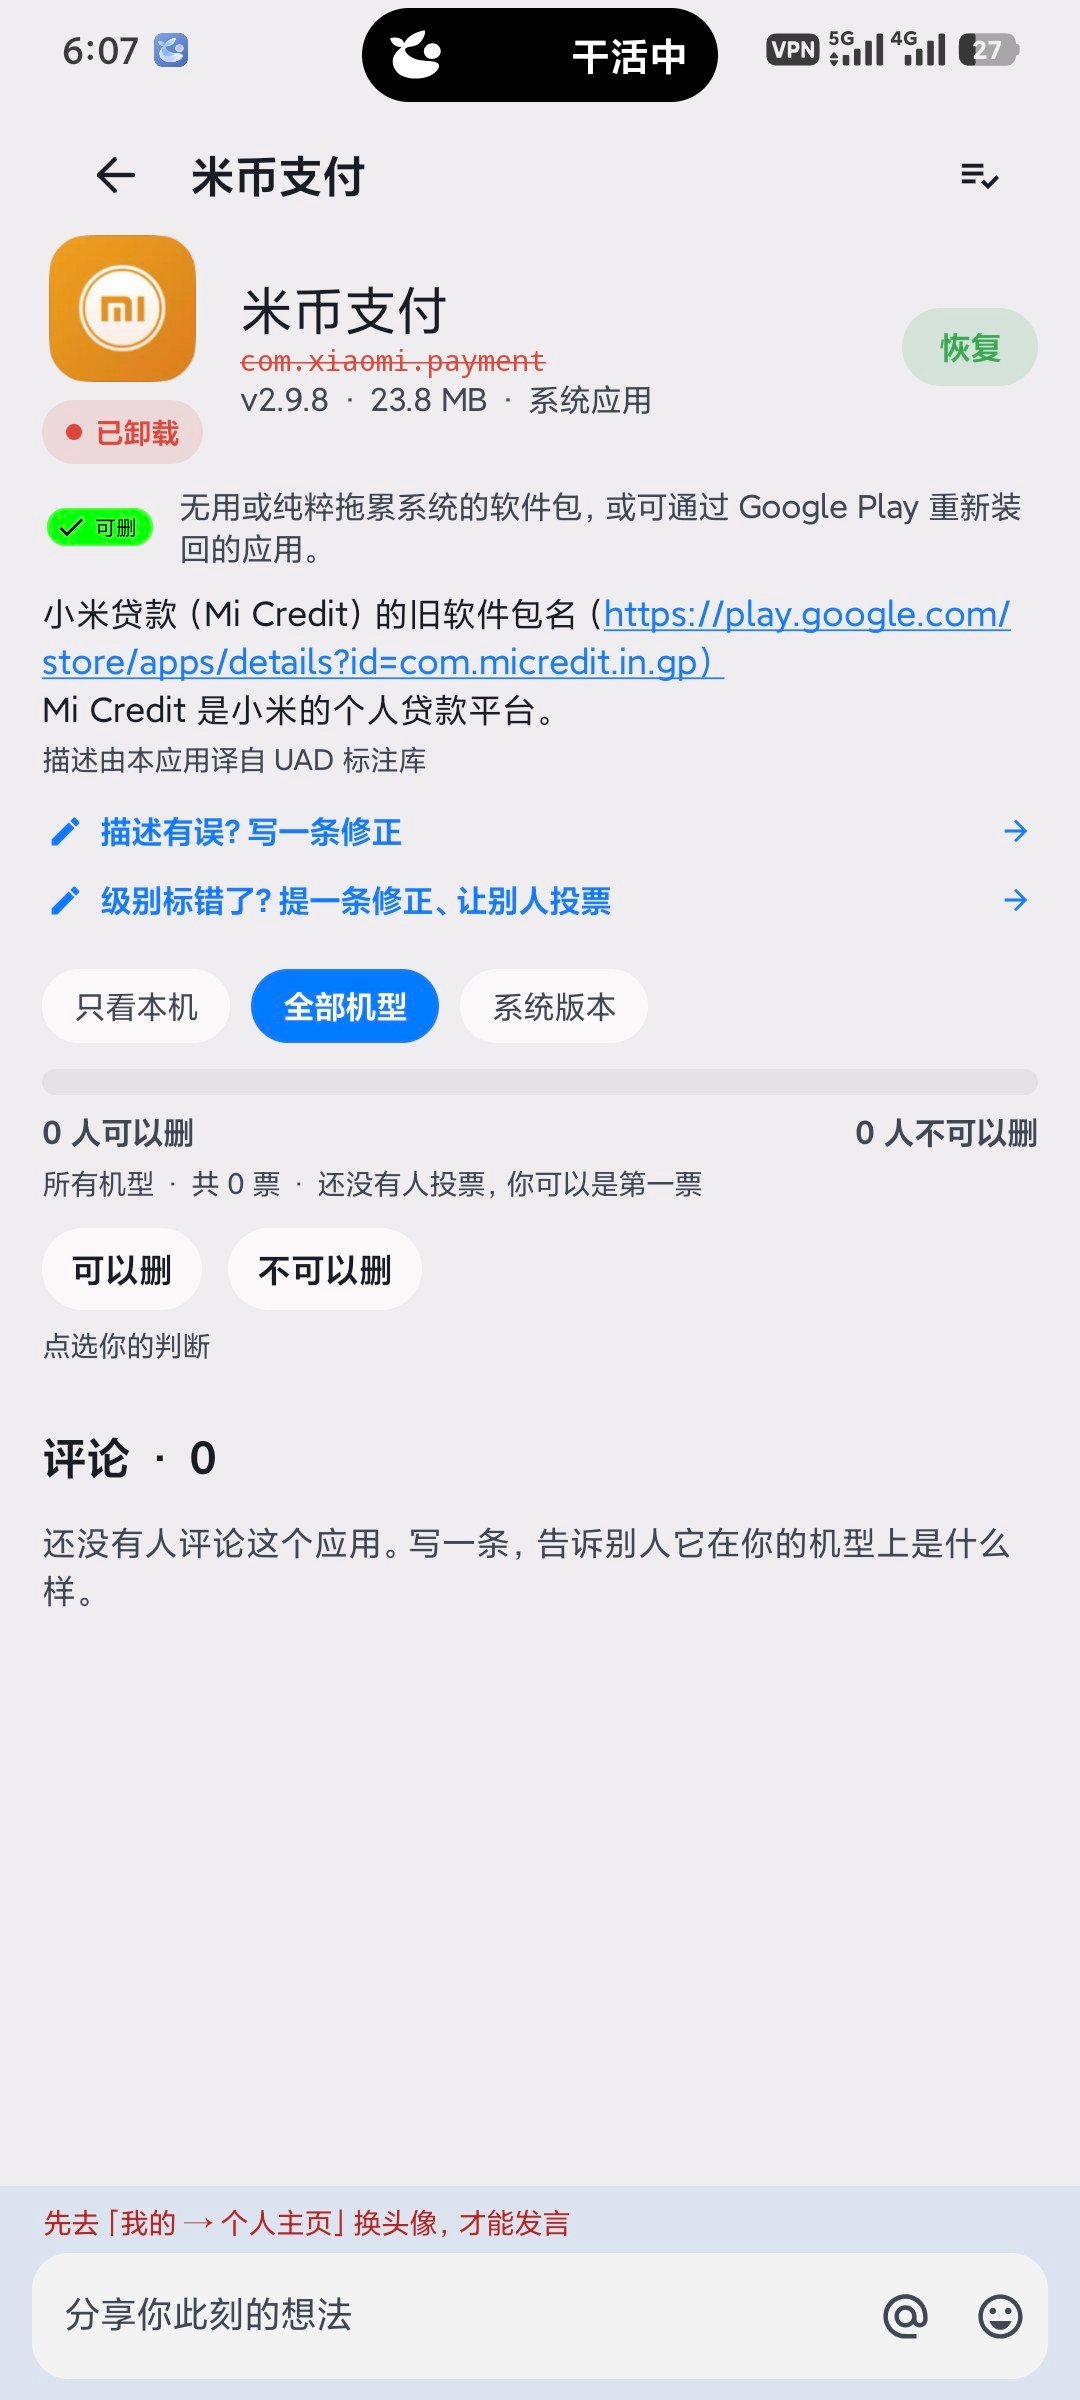 6:07
干活中
VPN 5G 4G 27
米币支付
mi
米币支付
com.xiaomi.payment
v2.9.8 · 23.8 MB · 系统应用
恢复
已卸载
可删
无用或纯粹拖累系统的软件包，或可通过 Google Play 重新装
回的应用。
小米贷款（Mi Credit）的旧软件包名（https://play.google.com/
store/apps/details?id=com.micredit.in.gp）
Mi Credit 是小米的个人贷款平台。
描述由本应用译自 UAD 标注库
描述有误？写一条修正
级别标错了？提一条修正、让别人投票
只看本机
全部机型
系统版本
0 人可以删
0 人不可以删
所有机型 · 共 0 票 · 还没有人投票，你可以是第一票
可以删
不可以删
点选你的判断
评论 · 0
还没有人评论这个应用。写一条，告诉别人它在你的机型上是什么
样。
先去「我的 → 个人主页」换头像，才能发言
分享你此刻的想法